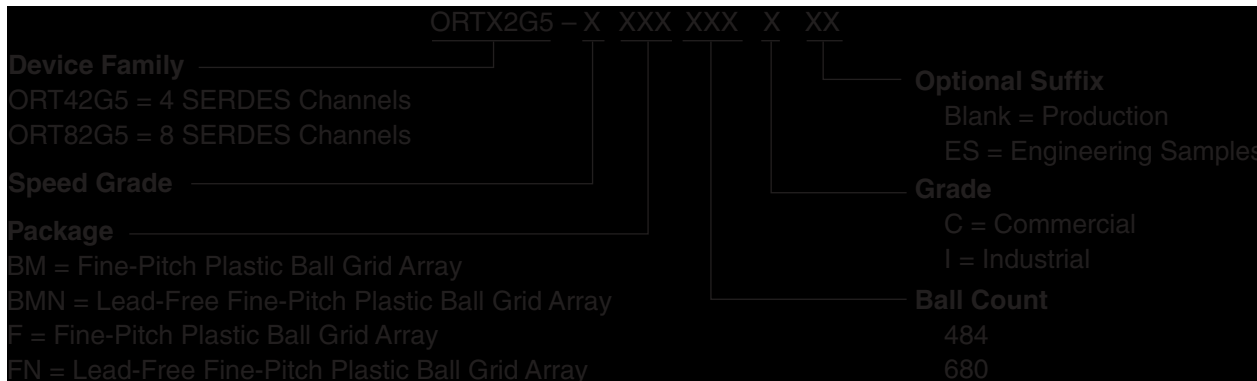 ORTX2G5 – X XXX XXX X XX
Device Family
ORT42G5 = 4 SERDES Channels
ORT82G5 = 8 SERDES Channels
Speed Grade
Package
BM = Fine-Pitch Plastic Ball Grid Array
BMN = Lead-Free Fine-Pitch Plastic Ball Grid Array
F = Fine-Pitch Plastic Ball Grid Array
FN = Lead-Free Fine-Pitch Plastic Ball Grid Array
Optional Suffix
Blank = Production
ES = Engineering Samples
Grade
C = Commercial
I = Industrial
Ball Count
484
680